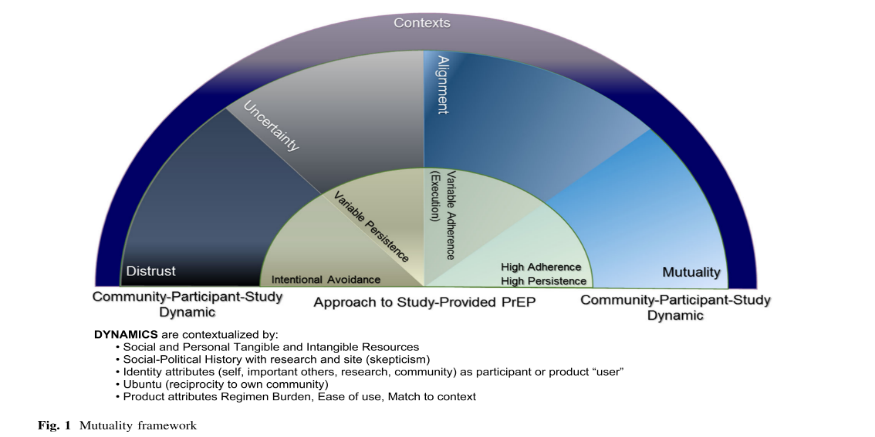 Contexts
Alignment
Uncertainty
Variable Adherence
(Execution)
Variable Persistence
Distrust
Intentional Avoidance
High Adherence
High Persistence
Mutuality
Community-Participant-Study
Dynamic
Approach to Study-Provided PrEP
Community-Participant-Study
Dynamic
DYNAMICS are contextualized by:
• Social and Personal Tangible and Intangible Resources
• Social-Political History with research and site (skepticism)
• Identity attributes (self, important others, research, community) as participant or product “user”
• Ubuntu (reciprocity to own community)
• Product attributes Regimen Burden, Ease of use, Match to context
Fig. 1 Mutuality framework